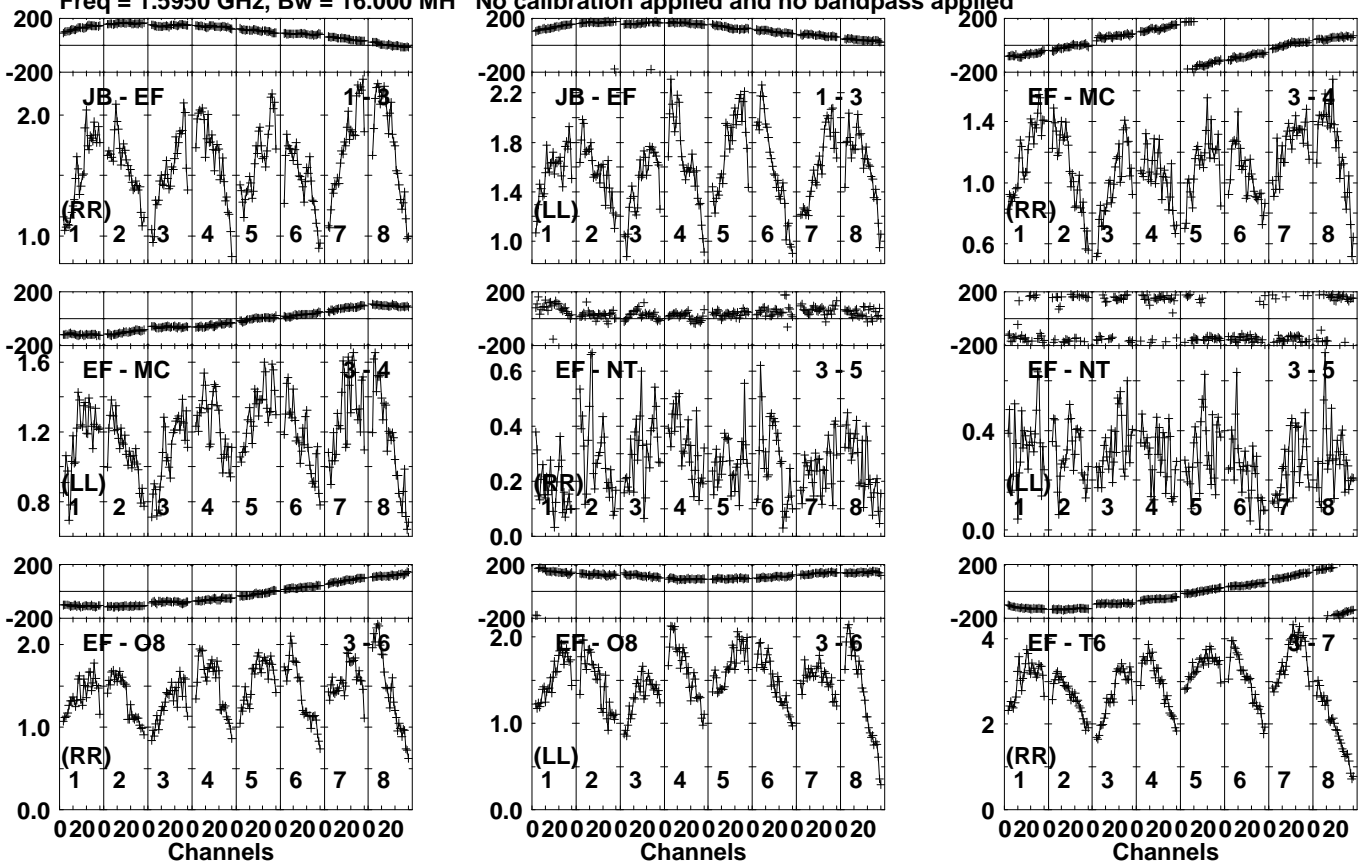 Freq = 1.5950 GHz, Bw = 16.000 MH No calibration applied and no bandpass applied
200
-200
JB - EF 1 - 3
2.0
1.0
(RR)
1 2 3 4 5 6 7 8
200
-200
JB - EF 1 - 3
2.2
1.8
1.4
1.0
(LL)
1 2 3 4 5 6 7 8
200
-200
EF - MC 3 - 4
1.4
1.0
0.6
(RR)
1 2 3 4 5 6 7 8
200
-200
EF - MC 3 - 4
1.6
1.2
0.8
(LL)
1 2 3 4 5 6 7 8
200
-200
EF - NT 3 - 5
0.6
0.4
0.2
0.0
(RR)
1 2 3 4 5 6 7 8
200
-200
EF - NT 3 - 5
0.4
0.0
(LL)
1 2 3 4 5 6 7 8
200
-200
EF - O8 3 - 6
2.0
1.0
0.0
(RR)
1 2 3 4 5 6 7 8
0 20 0 20 0 20 0 20 0 20 0 20 0 20 0 20
Channels
200
-200
EF - O8 3 - 6
2.0
1.0
0.0
(LL)
1 2 3 4 5 6 7 8
0 20 0 20 0 20 0 20 0 20 0 20 0 20 0 20
Channels
200
-200
EF - T6 3 - 7
4
2
0
(RR)
1 2 3 4 5 6 7 8
0 20 0 20 0 20 0 20 0 20 0 20 0 20 0 20
Channels